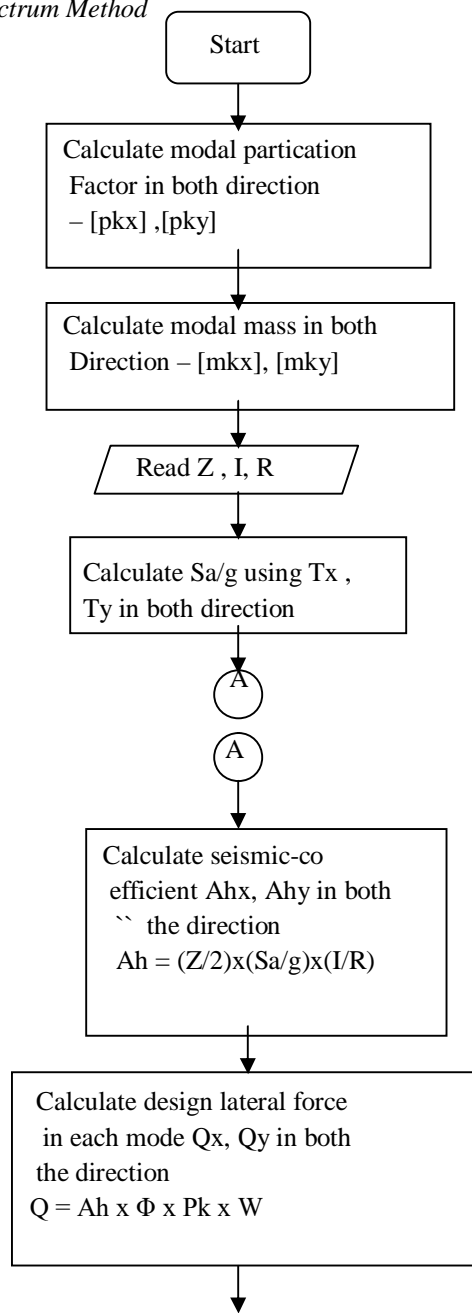 ctrum Method
Start
Calculate modal partication
Factor in both direction
– [pkx] ,[pky]
Calculate modal mass in both
Direction – [mkx], [mky]
Read Z , I, R
Calculate Sa/g using Tx ,
Ty in both direction
A
A
Calculate seismic-co
efficient Ahx, Ahy in both
`` the direction
Ah = (Z/2)x(Sa/g)x(I/R)
Calculate design lateral force
in each mode Qx, Qy in both
the direction
Q = Ah x Φ x Pk x W